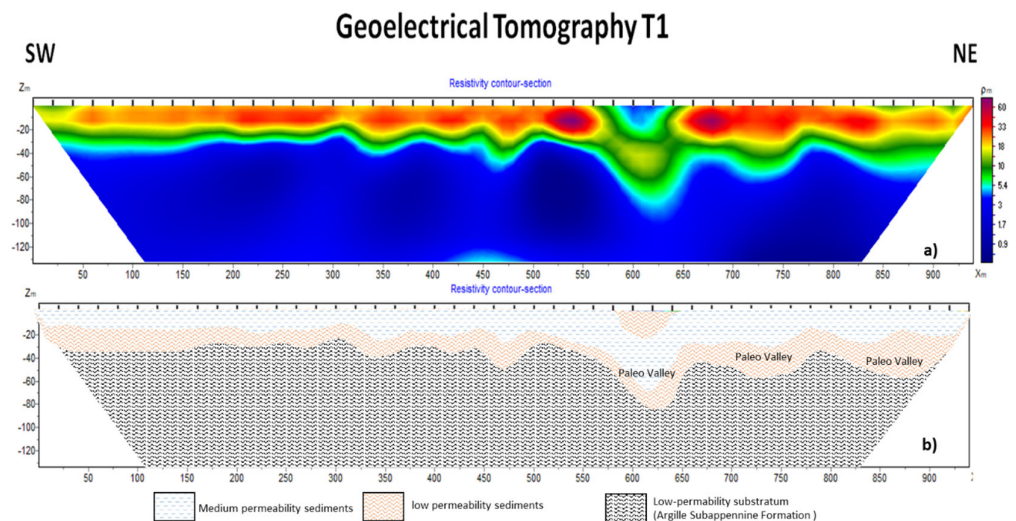 Geoelectrical Tomography T1
SW
NE
Resistivity contour-section
Zm
ρm
-20
-40
-60
-80
-100
-120
60
33
18
10
5.4
3
1.7
0.9
a)
50 100 150 200 250 300 350 400 450 500 550 600 650 700 750 800 850 900 Xm
Resistivity contour-section
Zm
-20
-40
-60
-80
-100
-120
Paleo Valley
Paleo Valley
Paleo Valley
b)
50 100 150 200 250 300 350 400 450 500 550 600 650 700 750 800 850 900
Medium permeability sediments
low permeability sediments
Low-permability substratum
(Argille Subappennine Formation )